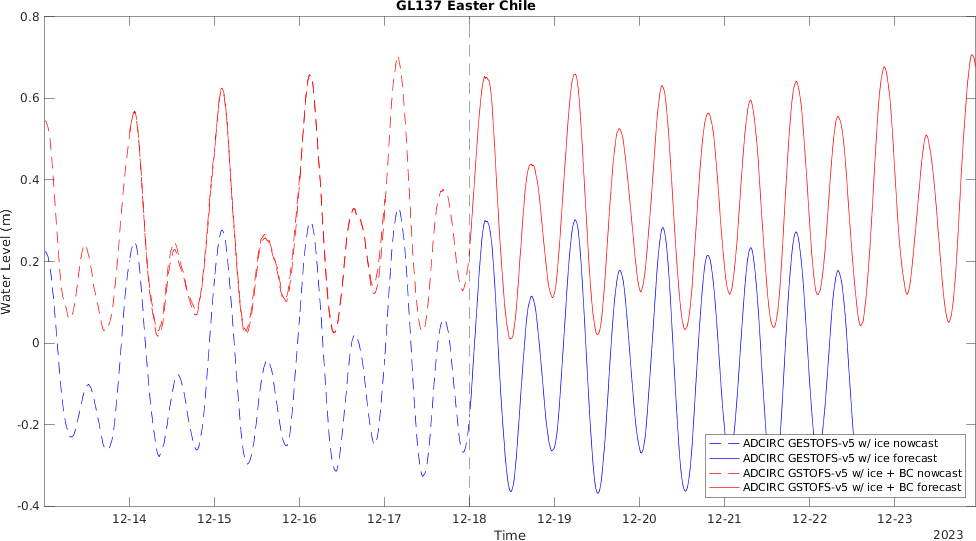 GL137 Easter Chile
0.8
0.6
0.4
0.2
0
-0.2
-0.4
Water Level (m)
ADCIRC GESTOFS-v5 w/ ice nowcast
ADCIRC GESTOFS-v5 w/ ice forecast
ADCIRC GSTOFS-v5 w/ ice + BC nowcast
ADCIRC GSTOFS-v5 w/ ice + BC forecast
12-14 12-15 12-16 12-17 12-18 12-19 12-20 12-21 12-22 12-23
Time
2023